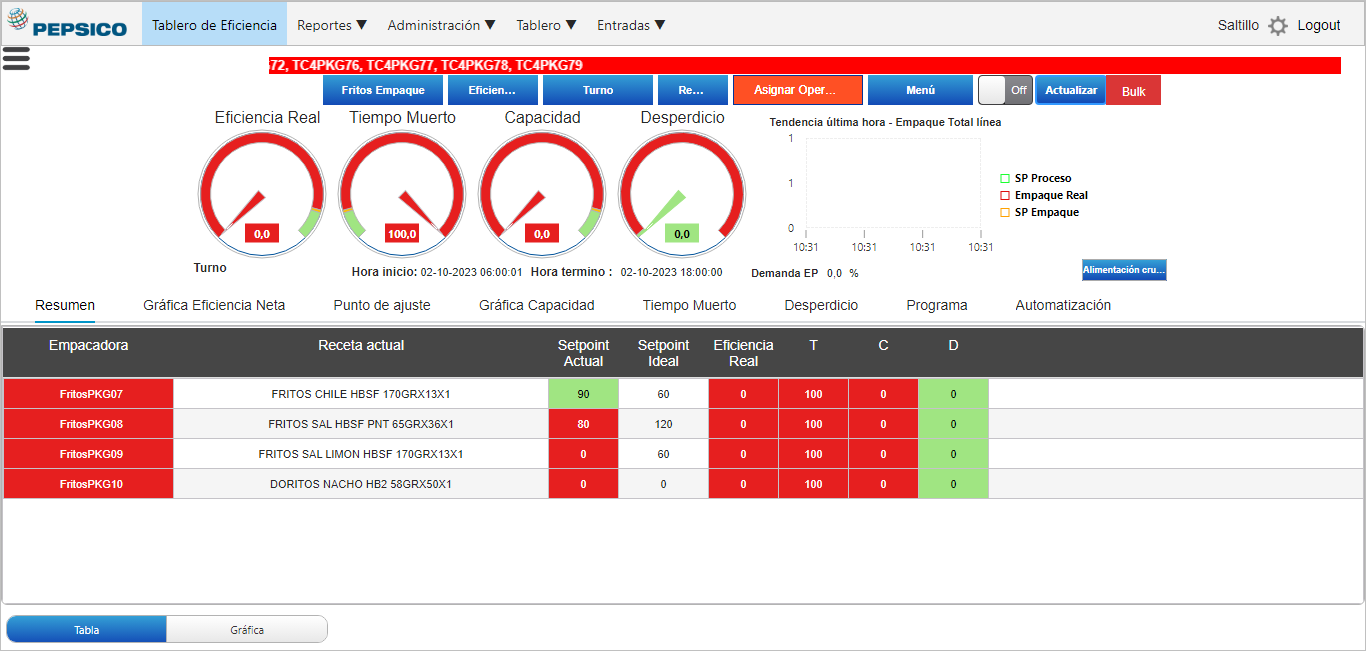 PEPSICO Tablero de Eficiencia Reportes ▼ Administración ▼ Tablero ▼ Entradas ▼ Saltillo Logout
72, TC4PKG76, TC4PKG77, TC4PKG78, TC4PKG79
Fritos Empaque Eficien... Turno Re... Asignar Oper... Menú Off Actualizar Bulk
Eficiencia Real Tiempo Muerto Capacidad Desperdicio
0,0 100,0 0,0 0,0
Tendencia última hora - Empaque Total línea
1
1
0
10:31 10:31 10:31 10:31
SP Proceso
Empaque Real
SP Empaque
Turno Hora inicio: 02-10-2023 06:00:01 Hora termino : 02-10-2023 18:00:00 Demanda EP 0,0 %
Alimentación cru...
Resumen Gráfica Eficiencia Neta Punto de ajuste Gráfica Capacidad Tiempo Muerto Desperdicio Programa Automatización
Empacadora Receta actual Setpoint Actual Setpoint Ideal Eficiencia Real T C D
FritosPKG07 FRITOS CHILE HBSF 170GRX13X1 90 60 0 100 0 0
FritosPKG08 FRITOS SAL HBSF PNT 65GRX36X1 80 120 0 100 0 0
FritosPKG09 FRITOS SAL LIMON HBSF 170GRX13X1 0 60 0 100 0 0
FritosPKG10 DORITOS NACHO HB2 58GRX50X1 0 0 0 100 0 0
Tabla Gráfica